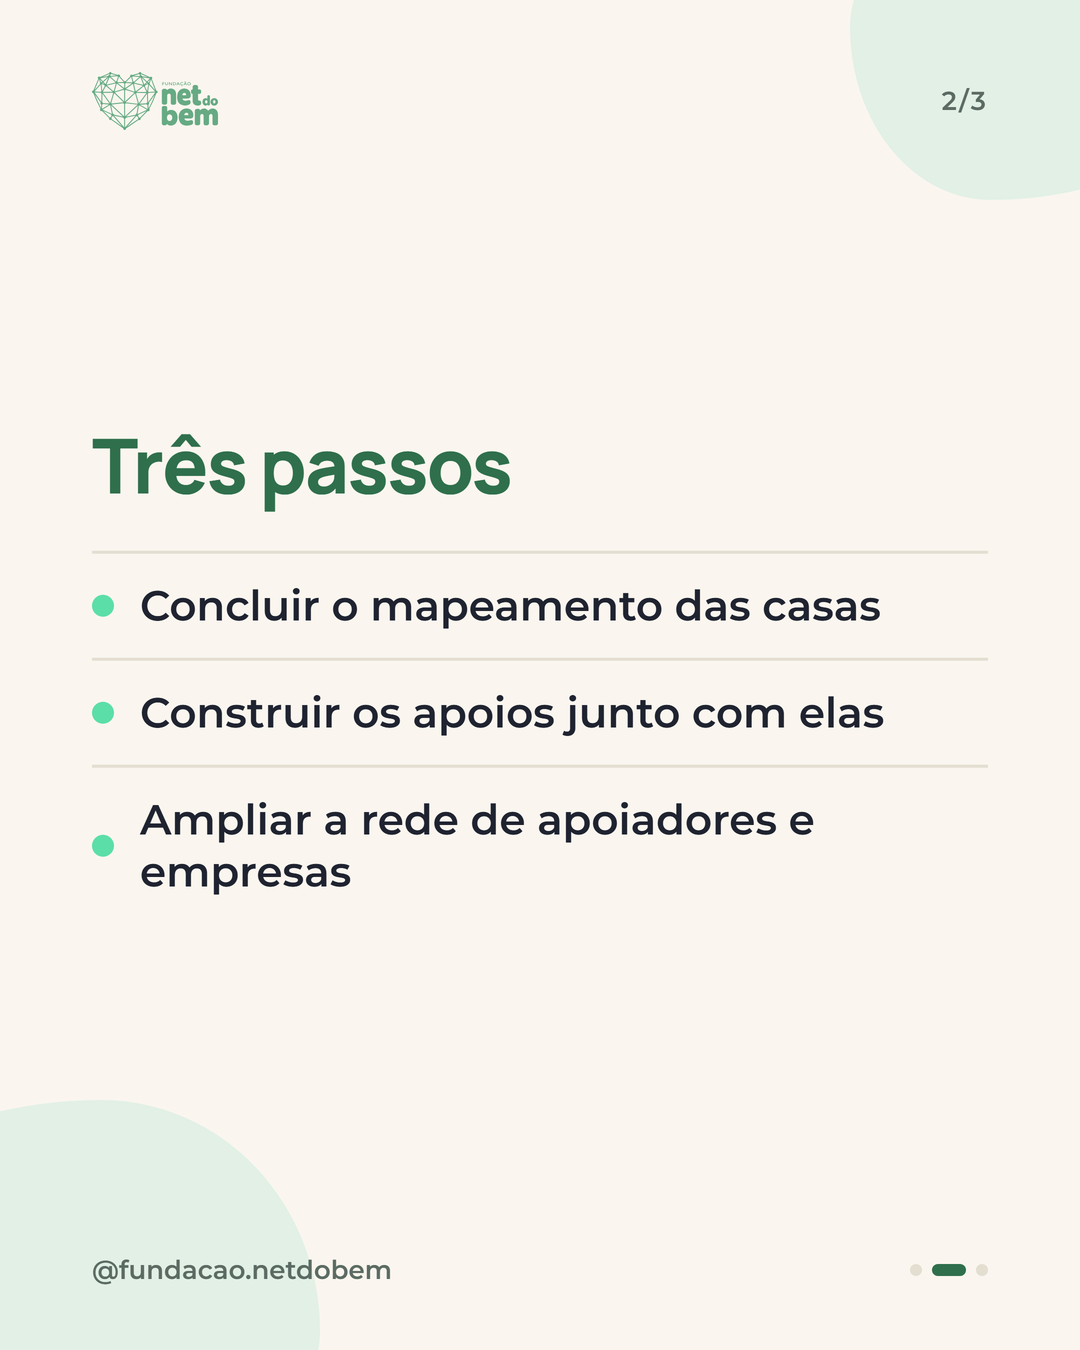 FUNDAÇÃO
net do
bem
2/3
Três passos
Concluir o mapeamento das casas
Construir os apoios junto com elas
Ampliar a rede de apoiadores e
empresas
@fundacao.netdobem